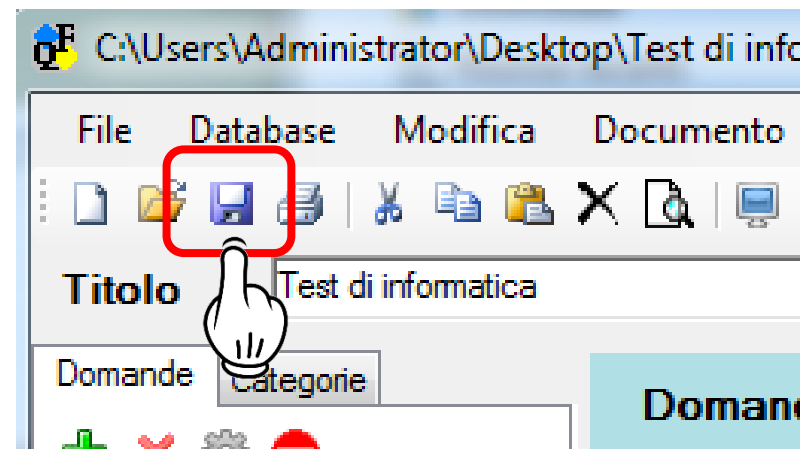 C:\Users\Administrator\Desktop\Test di info
File Database Modifica Documento
Titolo Test di informatica
Domande Categorie
Domand